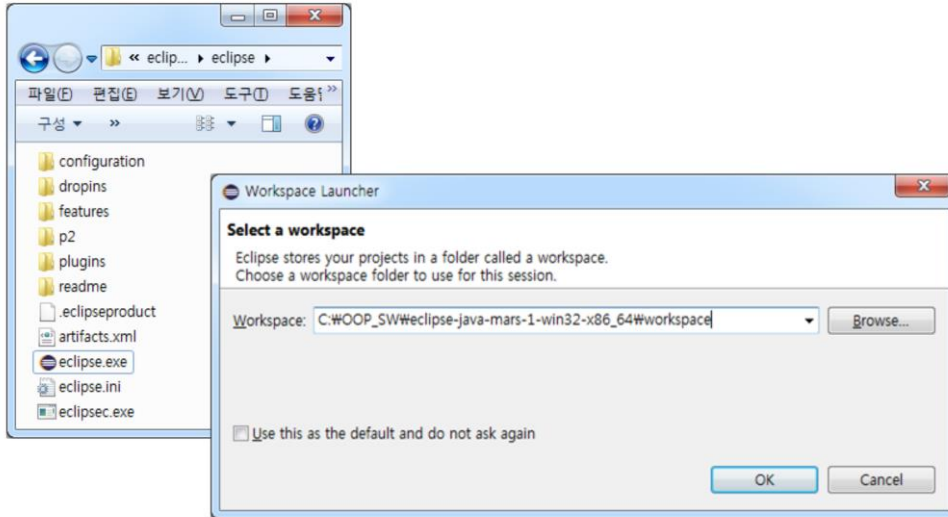 « eclip... ▸ eclipse ▸
파일(F) 편집(E) 보기(V) 도구(T) »
구성 »
configuration
dropins
features
p2
plugins
readme
.eclipseproduct
artifacts.xml
eclipse.exe
eclipse.ini
eclipsec.exe
Workspace Launcher
Select a workspace
Eclipse stores your projects in a folder called a workspace.
Choose a workspace folder to use for this session.
Workspace: C:₩OOP_SW₩eclipse-java-mars-1-win32-x86_64₩workspace Browse...
Use this as the default and do not ask again
OK Cancel